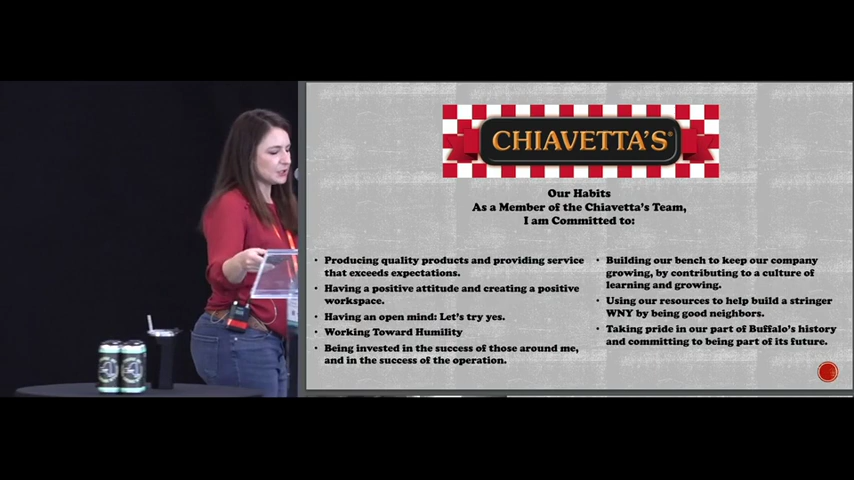 CHIAVETTA'S®
Our Habits
As a Member of the Chiavetta's Team,
I am Committed to:
• Producing quality products and providing service
that exceeds expectations.
• Having a positive attitude and creating a positive
workspace.
• Having an open mind: Let's try yes.
• Working Toward Humility
• Being invested in the success of those around me,
and in the success of the operation.
• Building our bench to keep our company
growing, by contributing to a culture of
learning and growing.
• Using our resources to help build a stringer
WNY by being good neighbors.
• Taking pride in our part of Buffalo's history
and committing to being part of its future.